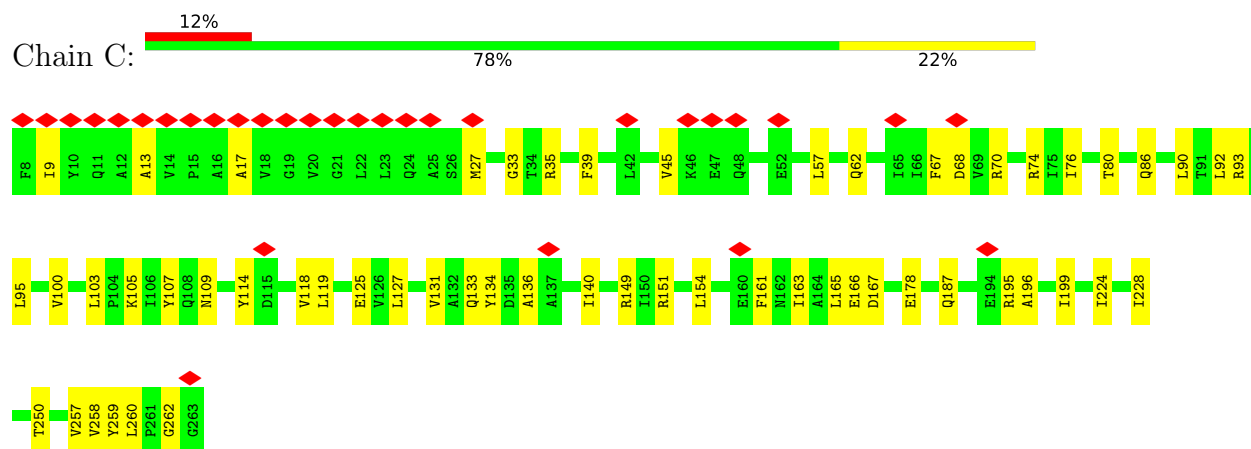 12%
Chain C:
78% 22%
F8 I9 Y10 Q11 A12 A13 V14 P15 A16 A17 V18 G19 V20 G21 L22 L23 Q24 A25 S26 M27 G33 T34 R35 F39 L42 V45 K46 E47 Q48 E52 L57 Q62 I65 I66 F67 D68 V69 R70 R74 I75 I76 T80 Q86 L90 T91 L92 R93
L95 V100 L103 P104 K105 I106 Y107 Q108 N109 Y114 D115 V118 L119 E125 V126 L127 V131 A132 Q133 Y134 D135 A136 A137 I140 R149 I150 R151 L154 E160 F161 N162 I163 A164 L165 E166 D167 E178 Q187 E194 R195 A196 I199 I224 I228
T250 V257 V258 Y259 L260 P261 G262 G263